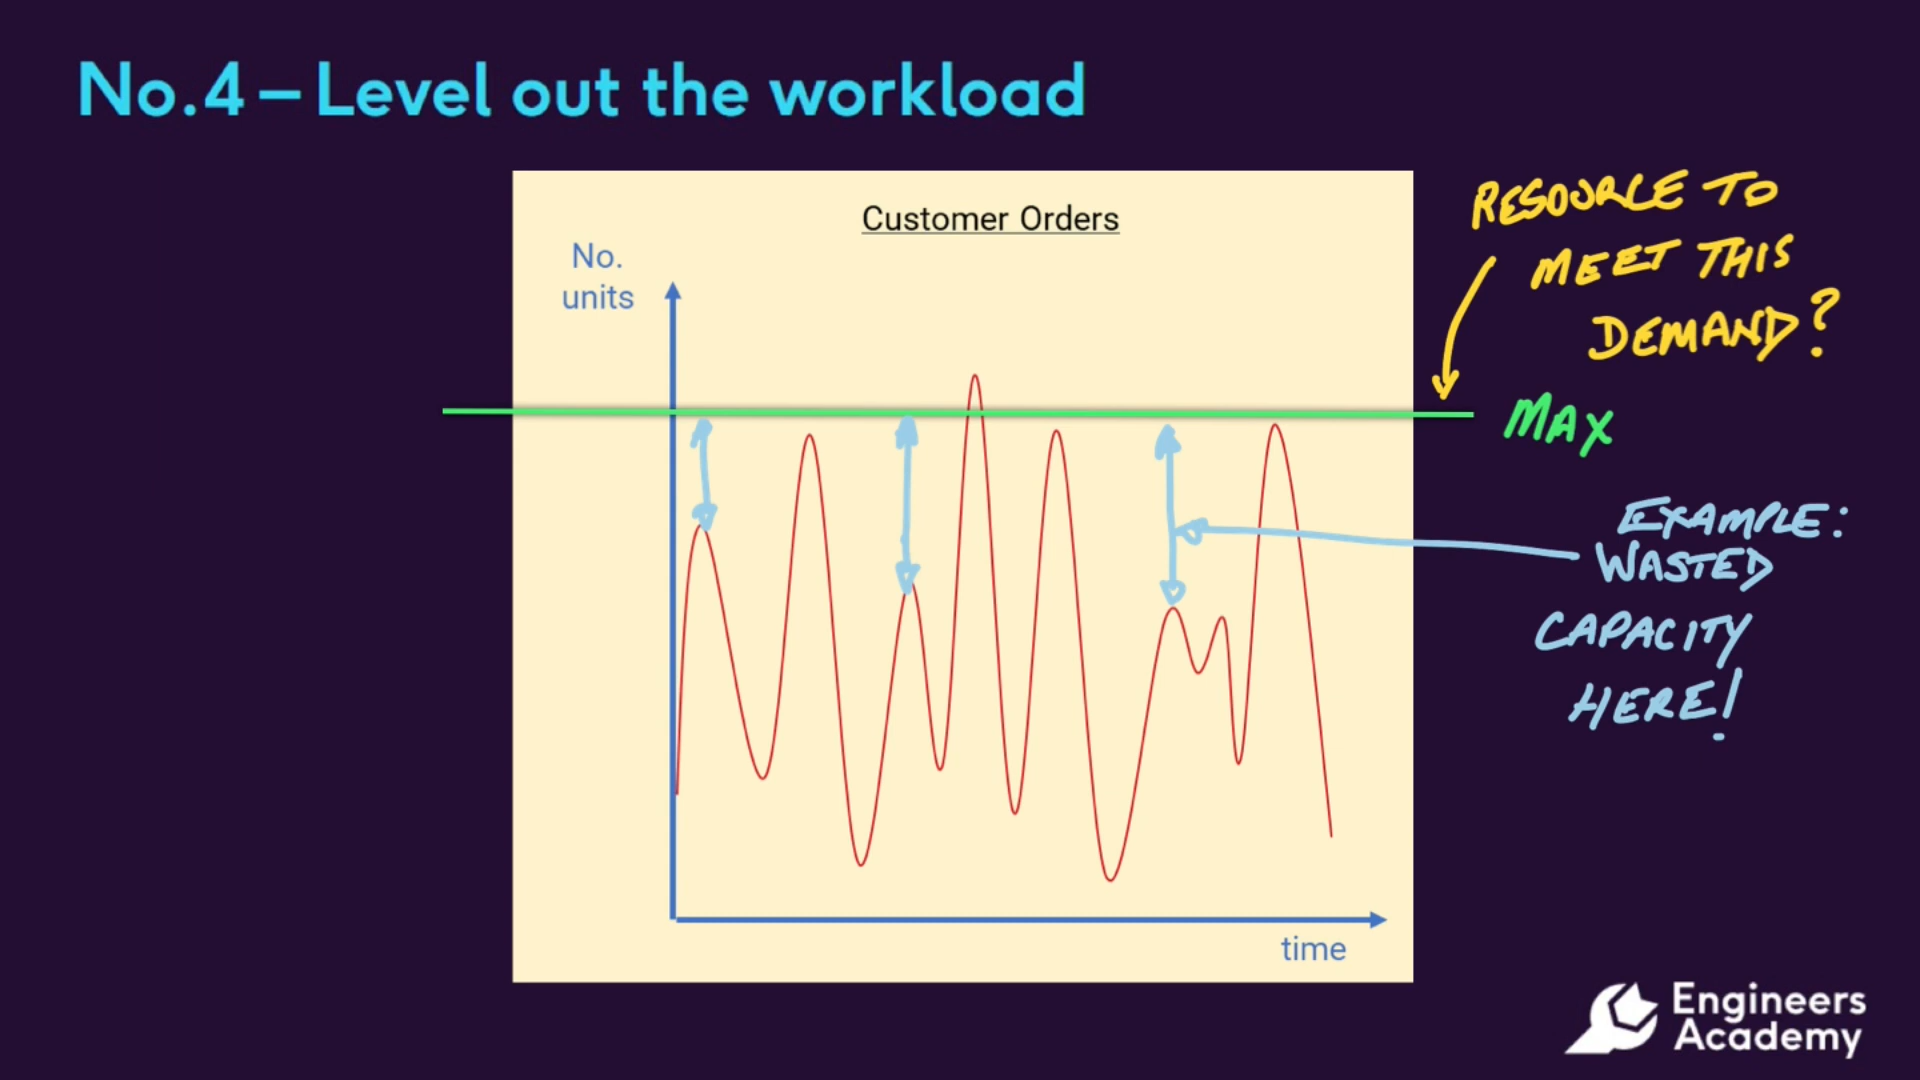 No.4 – Level out the workload
Customer Orders
No.
units
time
RESOURCE TO
MEET THIS
DEMAND?
MAX
EXAMPLE:
WASTED
CAPACITY
HERE!
Engineers
Academy